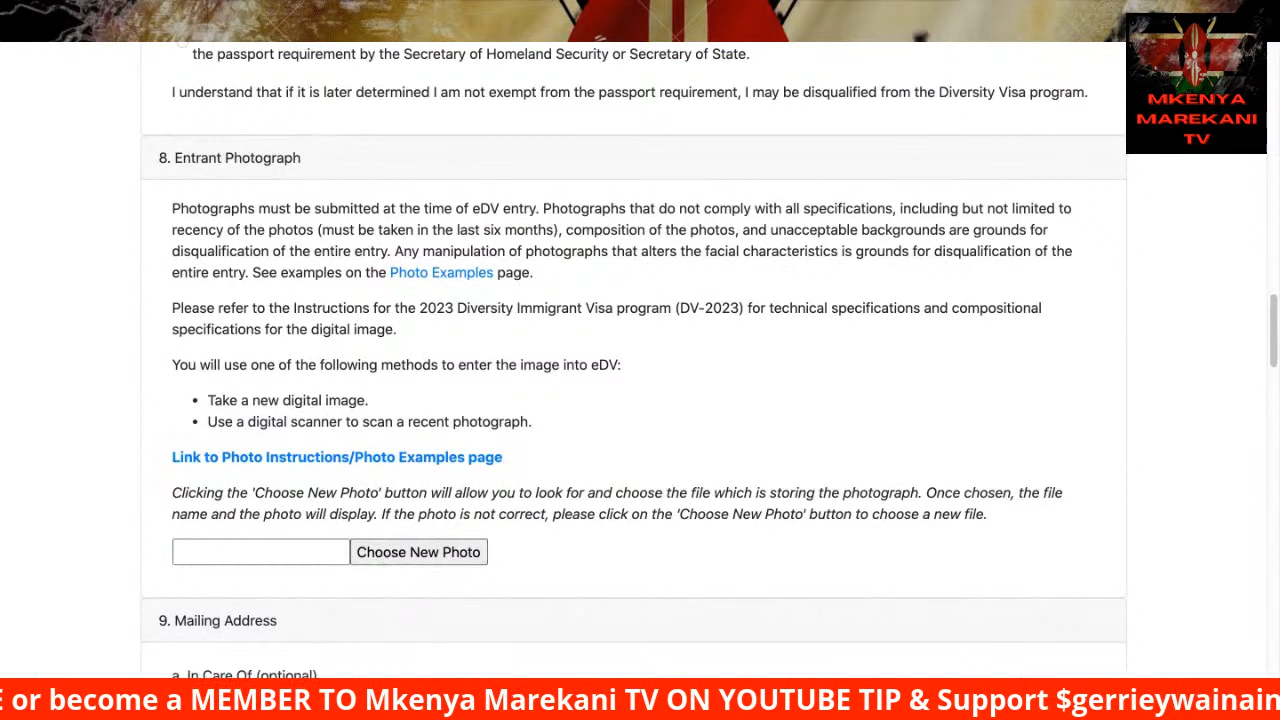 the passport requirement by the Secretary of Homeland Security or Secretary of State.
I understand that if it is later determined I am not exempt from the passport requirement, I may be disqualified from the Diversity Visa program.
MKENYA
MAREKANI
TV
8. Entrant Photograph
Photographs must be submitted at the time of eDV entry. Photographs that do not comply with all specifications, including but not limited to
recency of the photos (must be taken in the last six months), composition of the photos, and unacceptable backgrounds are grounds for
disqualification of the entire entry. Any manipulation of photographs that alters the facial characteristics is grounds for disqualification of the
entire entry. See examples on the Photo Examples page.
Please refer to the Instructions for the 2023 Diversity Immigrant Visa program (DV-2023) for technical specifications and compositional
specifications for the digital image.
You will use one of the following methods to enter the image into eDV:
• Take a new digital image.
• Use a digital scanner to scan a recent photograph.
Link to Photo Instructions/Photo Examples page
Clicking the 'Choose New Photo' button will allow you to look for and choose the file which is storing the photograph. Once chosen, the file
name and the photo will display. If the photo is not correct, please click on the 'Choose New Photo' button to choose a new file.
Choose New Photo
9. Mailing Address
a. In Care Of (optional)
E or become a MEMBER TO Mkenya Marekani TV ON YOUTUBE TIP & Support $gerrieywainain